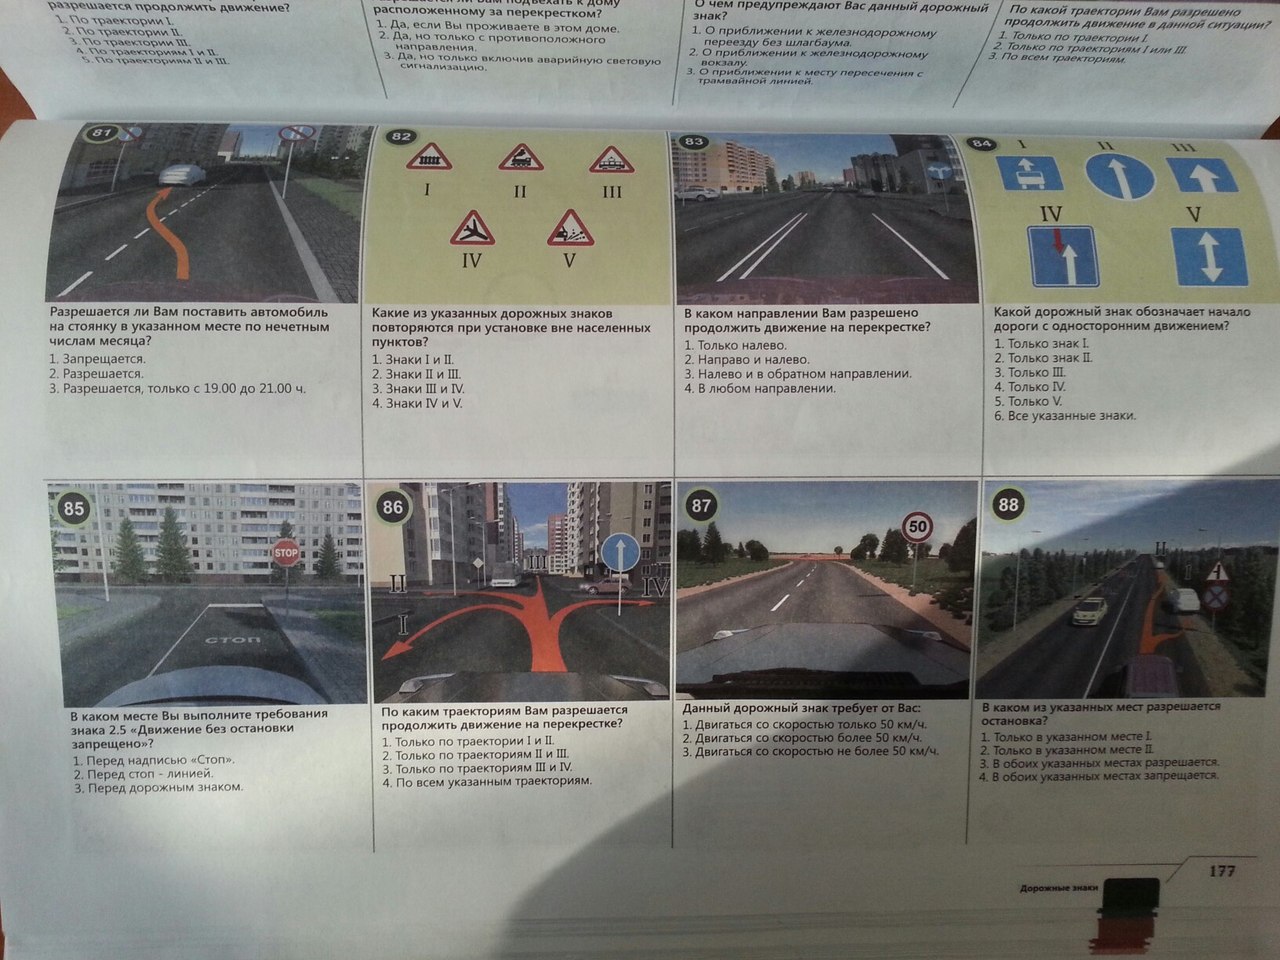 разрешается продолжить движение?
1. По траектории I.
2. По траектории II.
3. По траектории III.
4. По траекториям I и II.
5. По траекториям II и III.
подъехать к дому
расположенному за перекрестком?
1. Да, если Вы проживаете в этом доме.
2. Да, но только с противоположного
направления.
3. Да, но только включив аварийную световую
сигнализацию.
О чем предупреждают Вас данный дорожный
знак?
1. О приближении к железнодорожному
переезду без шлагбаума.
2. О приближении к железнодорожному
вокзалу.
3. О приближении к месту пересечения с
трамвайной линией.
По какой траектории Вам разрешено
продолжить движение в данной ситуации?
1. Только по траектории I.
2. Только по траекториям I или III.
3. По всем траекториям.
81
Разрешается ли Вам поставить автомобиль
на стоянку в указанном месте по нечетным
числам месяца?
1. Запрещается.
2. Разрешается.
3. Разрешается, только с 19.00 до 21.00 ч.
82
I
II
III
IV
V
Какие из указанных дорожных знаков
повторяются при установке вне населенных
пунктов?
1. Знаки I и II.
2. Знаки II и III.
3. Знаки III и IV.
4. Знаки IV и V.
83
В каком направлении Вам разрешено
продолжить движение на перекрестке?
1. Только налево.
2. Направо и налево.
3. Налево и в обратном направлении.
4. В любом направлении.
84
I
II
III
IV
V
Какой дорожный знак обозначает начало
дороги с односторонним движением?
1. Только знак I.
2. Только знак II.
3. Только III.
4. Только IV.
5. Только V.
6. Все указанные знаки.
85
STOP
СТОП
В каком месте Вы выполните требования
знака 2.5 «Движение без остановки
запрещено»?
1. Перед надписью «Стоп».
2. Перед стоп - линией.
3. Перед дорожным знаком.
86
I
II
III
IV
По каким траекториям Вам разрешается
продолжить движение на перекрестке?
1. Только по траектории I и II.
2. Только по траекториям II и III.
3. Только по траекториям III и IV.
4. По всем указанным траекториям.
87
50
Данный дорожный знак требует от Вас:
1. Двигаться со скоростью только 50 км/ч.
2. Двигаться со скоростью более 50 км/ч.
3. Двигаться со скоростью не более 50 км/ч.
88
II
I
В каком из указанных мест разрешается
остановка?
1. Только в указанном месте I.
2. Только в указанном месте II.
3. В обоих указанных местах разрешается.
4. В обоих указанных местах запрещается.
Дорожные знаки
177